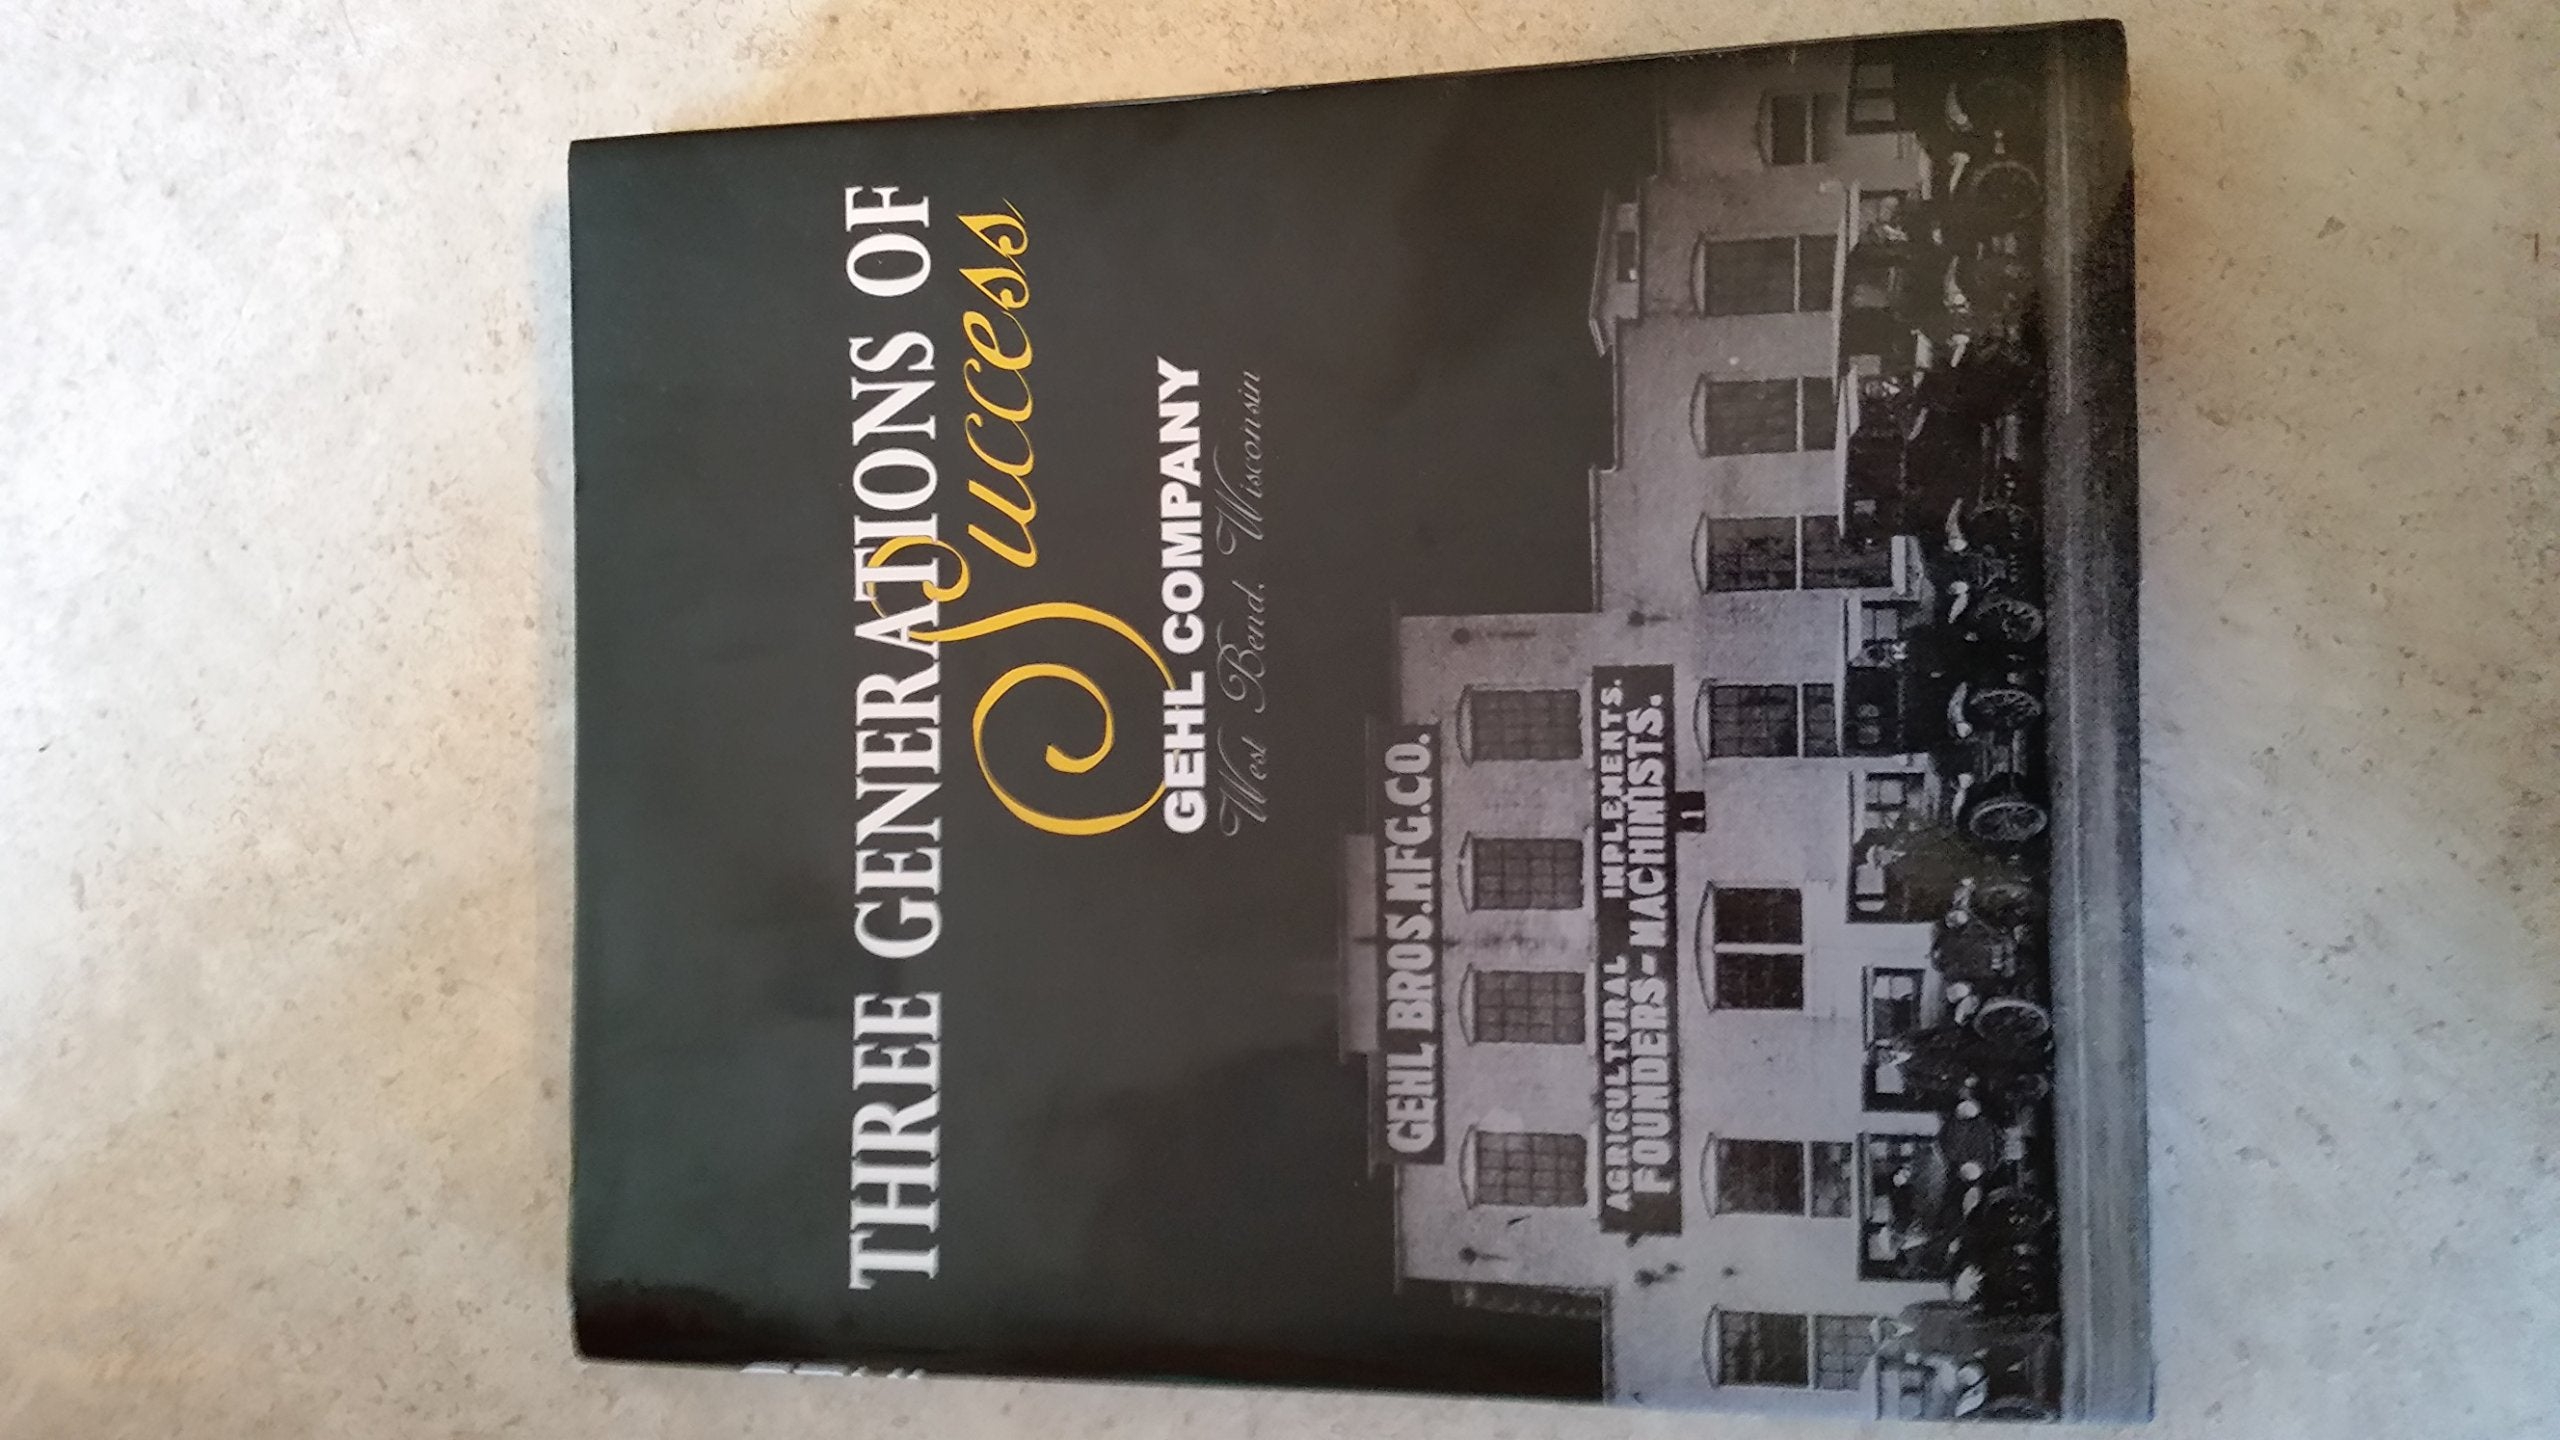 THREE GENERATIONS OF
Success
GEHL COMPANY
West Bend, Wisconsin
GEHL BROS.MFG.CO.
AGRICULTURAL IMPLEMENTS.
FOUNDERS-MACHINISTS.